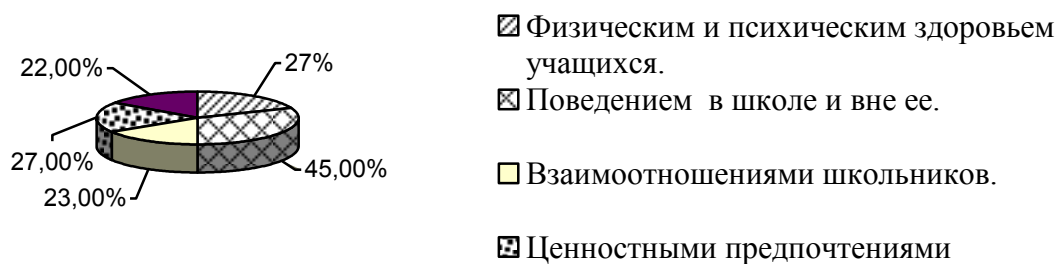 22,00%
27%
27,00%
45,00%
23,00%
Физическим и психическим здоровьем
учащихся.
Поведением в школе и вне ее.
Взаимоотношениями школьников.
Ценностными предпочтениями